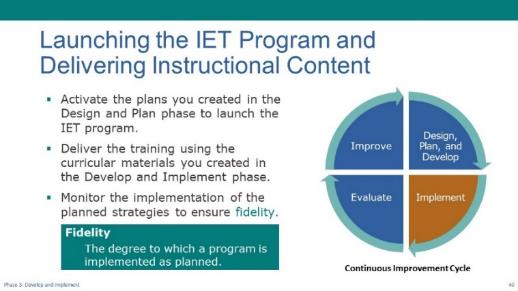 Launching the IET Program and
Delivering Instructional Content
▪ Activate the plans you created in the
Design and Plan phase to launch the
IET program.
▪ Deliver the training using the
curricular materials you created in
the Develop and Implement phase.
▪ Monitor the implementation of the
planned strategies to ensure fidelity.
Fidelity
The degree to which a program is
implemented as planned.
Improve
Design,
Plan, and
Develop
Evaluate
Implement
Continuous Improvement Cycle
Phase 3: Develop and Implement
40